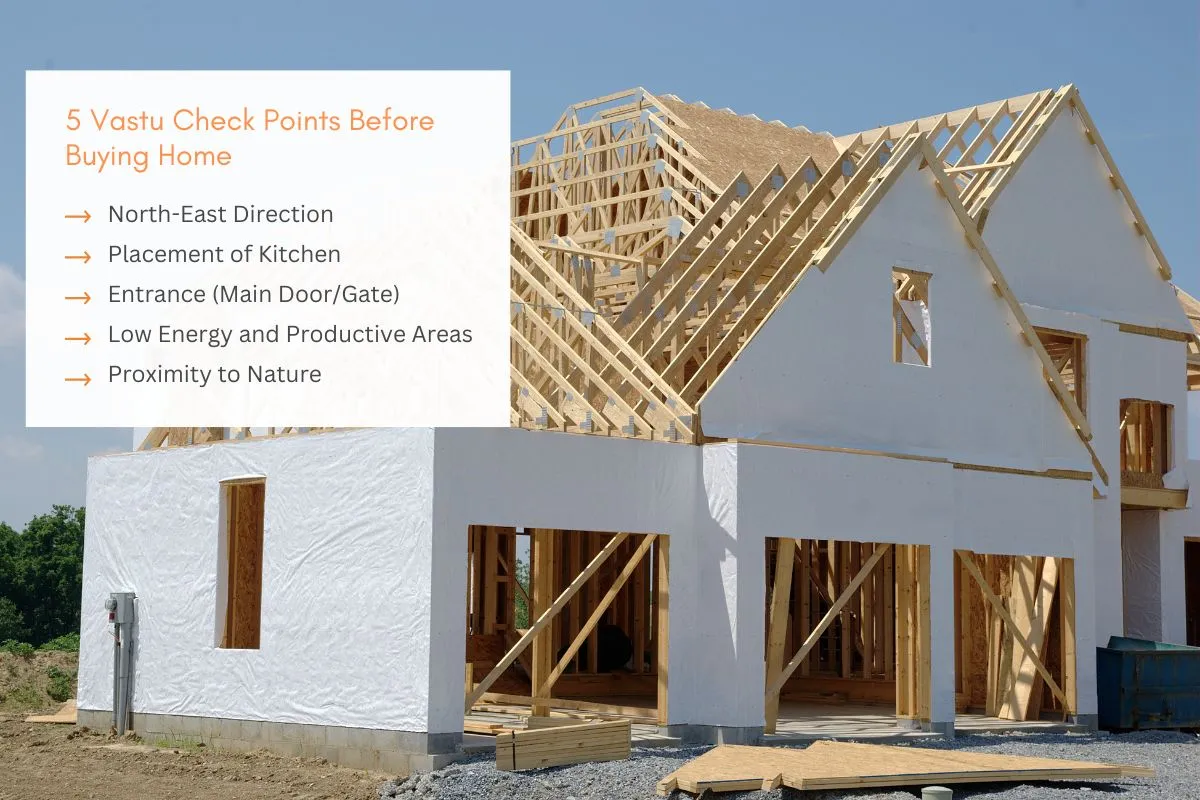 5 Vastu Check Points Before
Buying Home
→ North-East Direction
→ Placement of Kitchen
→ Entrance (Main Door/Gate)
→ Low Energy and Productive Areas
→ Proximity to Nature